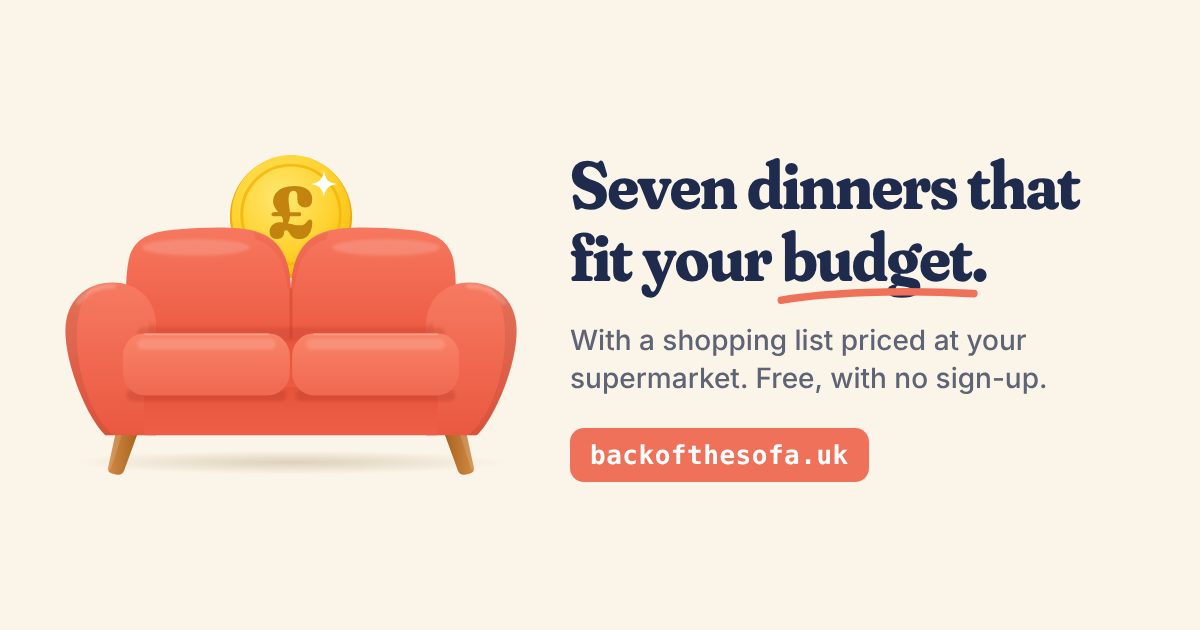 £
Seven dinners that
fit your budget.
With a shopping list priced at your
supermarket. Free, with no sign-up.
backofthesofa.uk